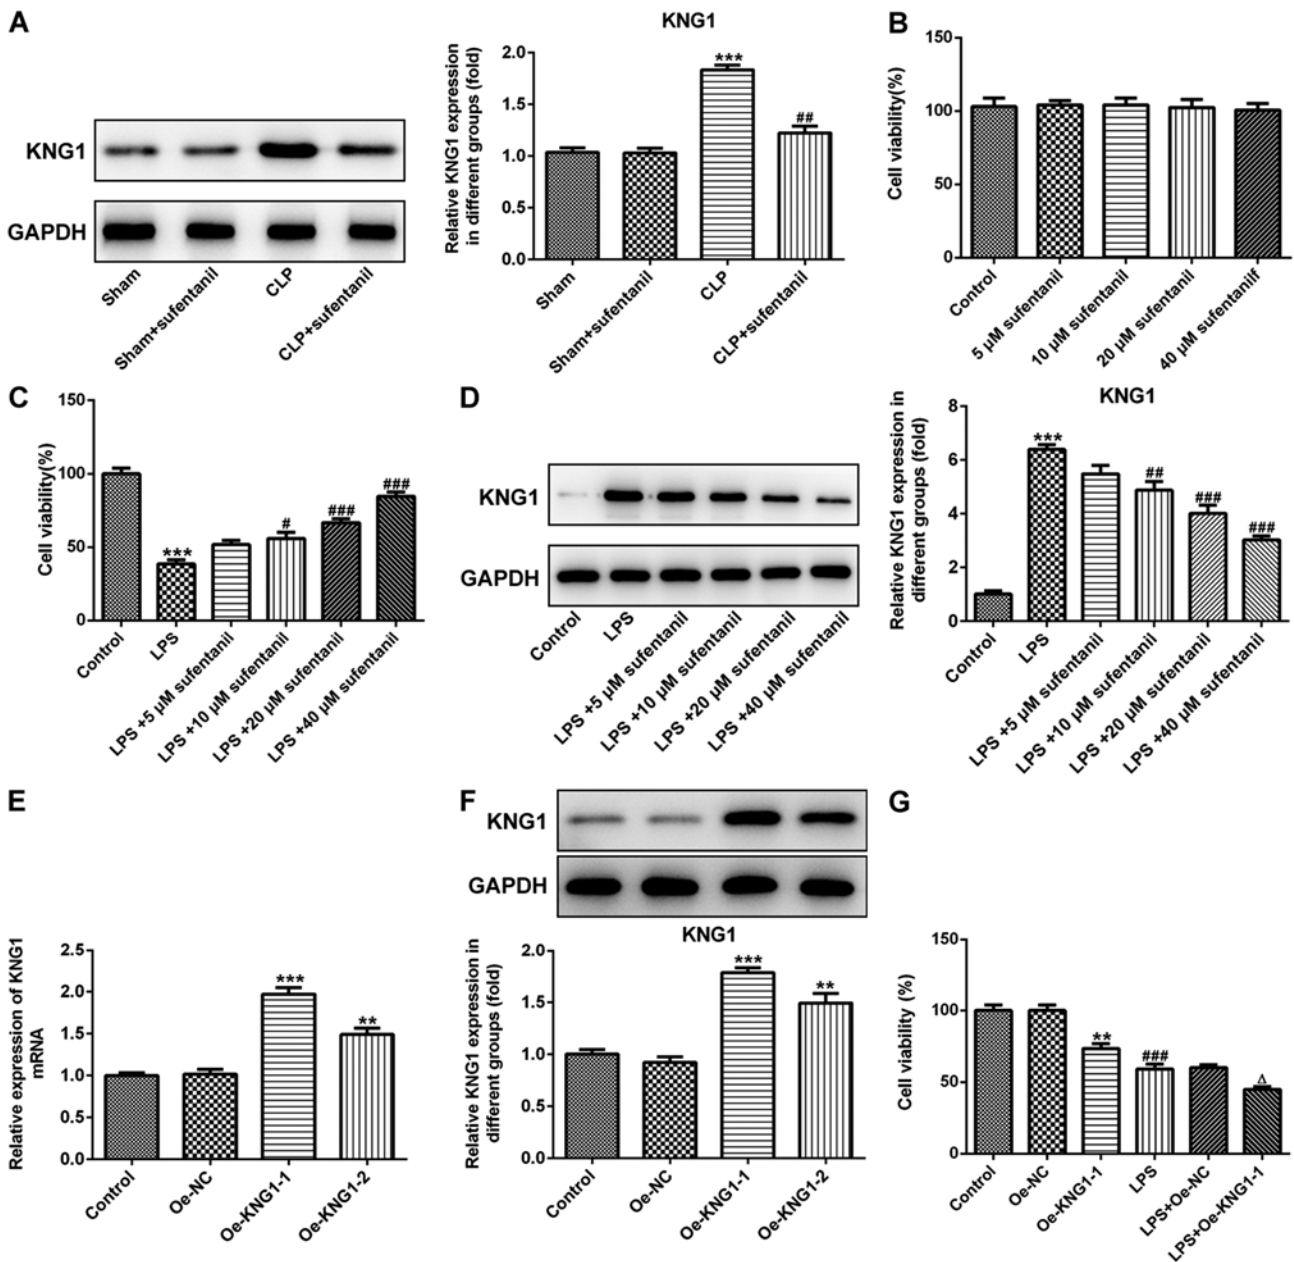 A
KNG1
GAPDH
Sham
Sham+sufentanil
CLP
CLP+sufentanil
KNG1
Relative KNG1 expression
in different groups (fold)
2.0
1.5
1.0
0.5
0.0
***
##
Sham
Sham+sufentanil
CLP
CLP+sufentanil
B
Cell viability(%)
150
100
50
0
Control
5 µM sufentanil
10 µM sufentanil
20 µM sufentanil
40 µM sufentanilf
C
Cell viability(%)
150
100
50
0
***
#
###
###
Control
LPS
LPS +5 µM sufentanil
LPS +10 µM sufentanil
LPS +20 µM sufentanil
LPS +40 µM sufentanil
D
KNG1
GAPDH
Control
LPS
LPS +5 µM sufentanil
LPS +10 µM sufentanil
LPS +20 µM sufentanil
LPS +40 µM sufentanil
KNG1
Relative KNG1 expression in
different groups (fold)
8
6
4
2
0
***
##
###
###
Control
LPS
LPS +5 µM sufentanil
LPS +10 µM sufentanil
LPS +20 µM sufentanil
LPS +40 µM sufentanil
E
Relative expression of KNG1
mRNA
2.5
2.0
1.5
1.0
0.5
0.0
***
**
Control
Oe-NC
Oe-KNG1-1
Oe-KNG1-2
F
KNG1
GAPDH
KNG1
Relative KNG1 expression in
different groups (fold)
2.0
1.5
1.0
0.5
0.0
***
**
Control
Oe-NC
Oe-KNG1-1
Oe-KNG1-2
G
Cell viability (%)
150
100
50
0
**
###
Δ
Control
Oe-NC
Oe-KNG1-1
LPS
LPS+Oe-NC
LPS+Oe-KNG1-1